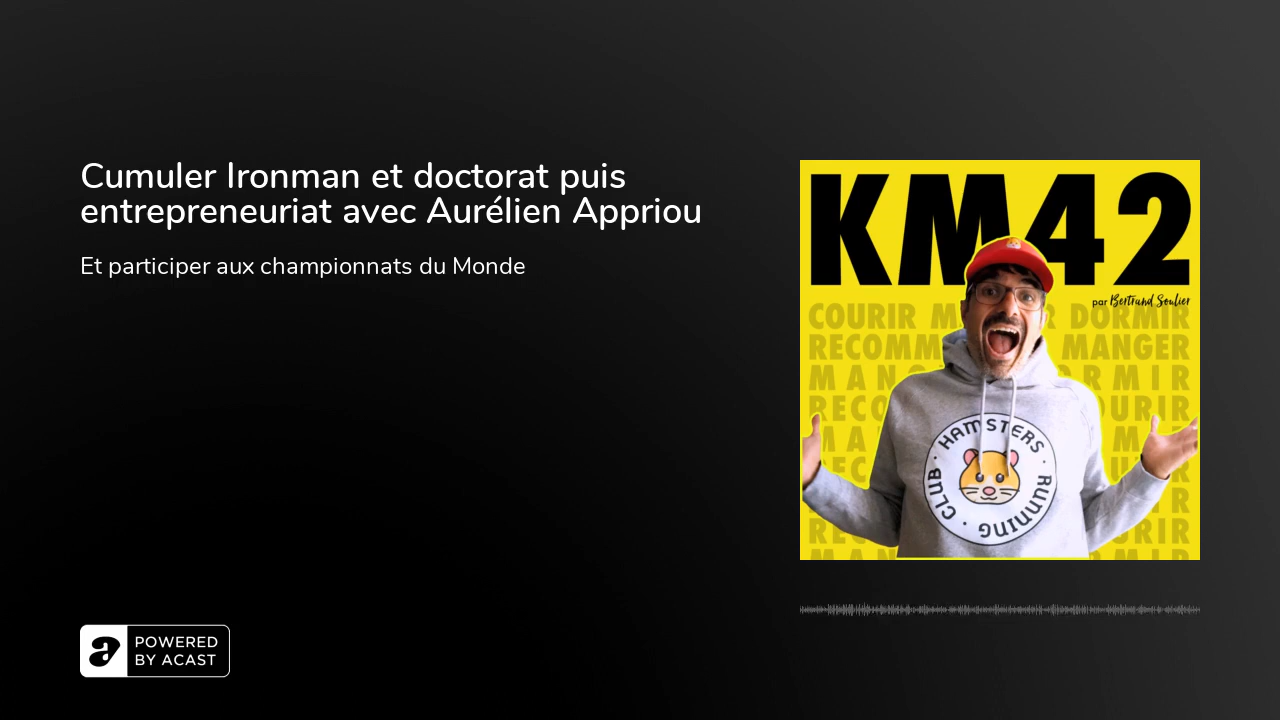 Cumuler Ironman et doctorat puis
entrepreneuriat avec Aurélien Appriou
Et participer aux championnats du Monde
KM42
par Bertrand Soulier
COURIR M DORMIR
RECOMM MANGER
HAMSTERS RUNNING CLUB
POWERED
BY ACAST